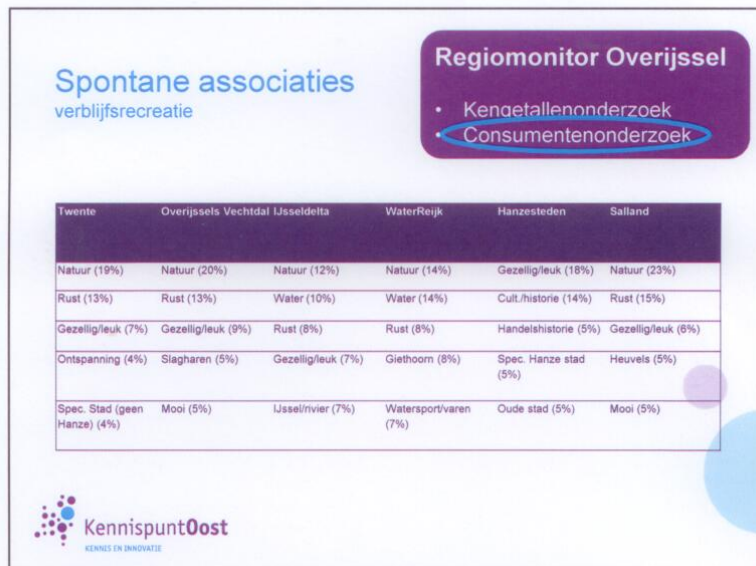 Spontane associaties
verblijfsrecreatie
Regiomonitor Overijssel
• Kengetallenonderzoek
• Consumentenonderzoek
Twente Overijssels Vechtdal IJsseldelta WaterReijk Hanzesteden Salland
Natuur (19%) Natuur (20%) Natuur (12%) Natuur (14%) Gezellig/leuk (18%) Natuur (23%)
Rust (13%) Rust (13%) Water (10%) Water (14%) Cult./historie (14%) Rust (15%)
Gezellig/leuk (7%) Gezellig/leuk (9%) Rust (8%) Rust (8%) Handelshistorie (5%) Gezellig/leuk (6%)
Ontspanning (4%) Slagharen (5%) Gezellig/leuk (7%) Giethoorn (8%) Spec. Hanze stad Heuvels (5%)
(5%)
Spec. Stad (geen Mooi (5%) IJssel/rivier (7%) Watersport/varen Oude stad (5%) Mooi (5%)
Hanze) (4%) (7%)
KennispuntOost
KENNIS EN INNOVATIE